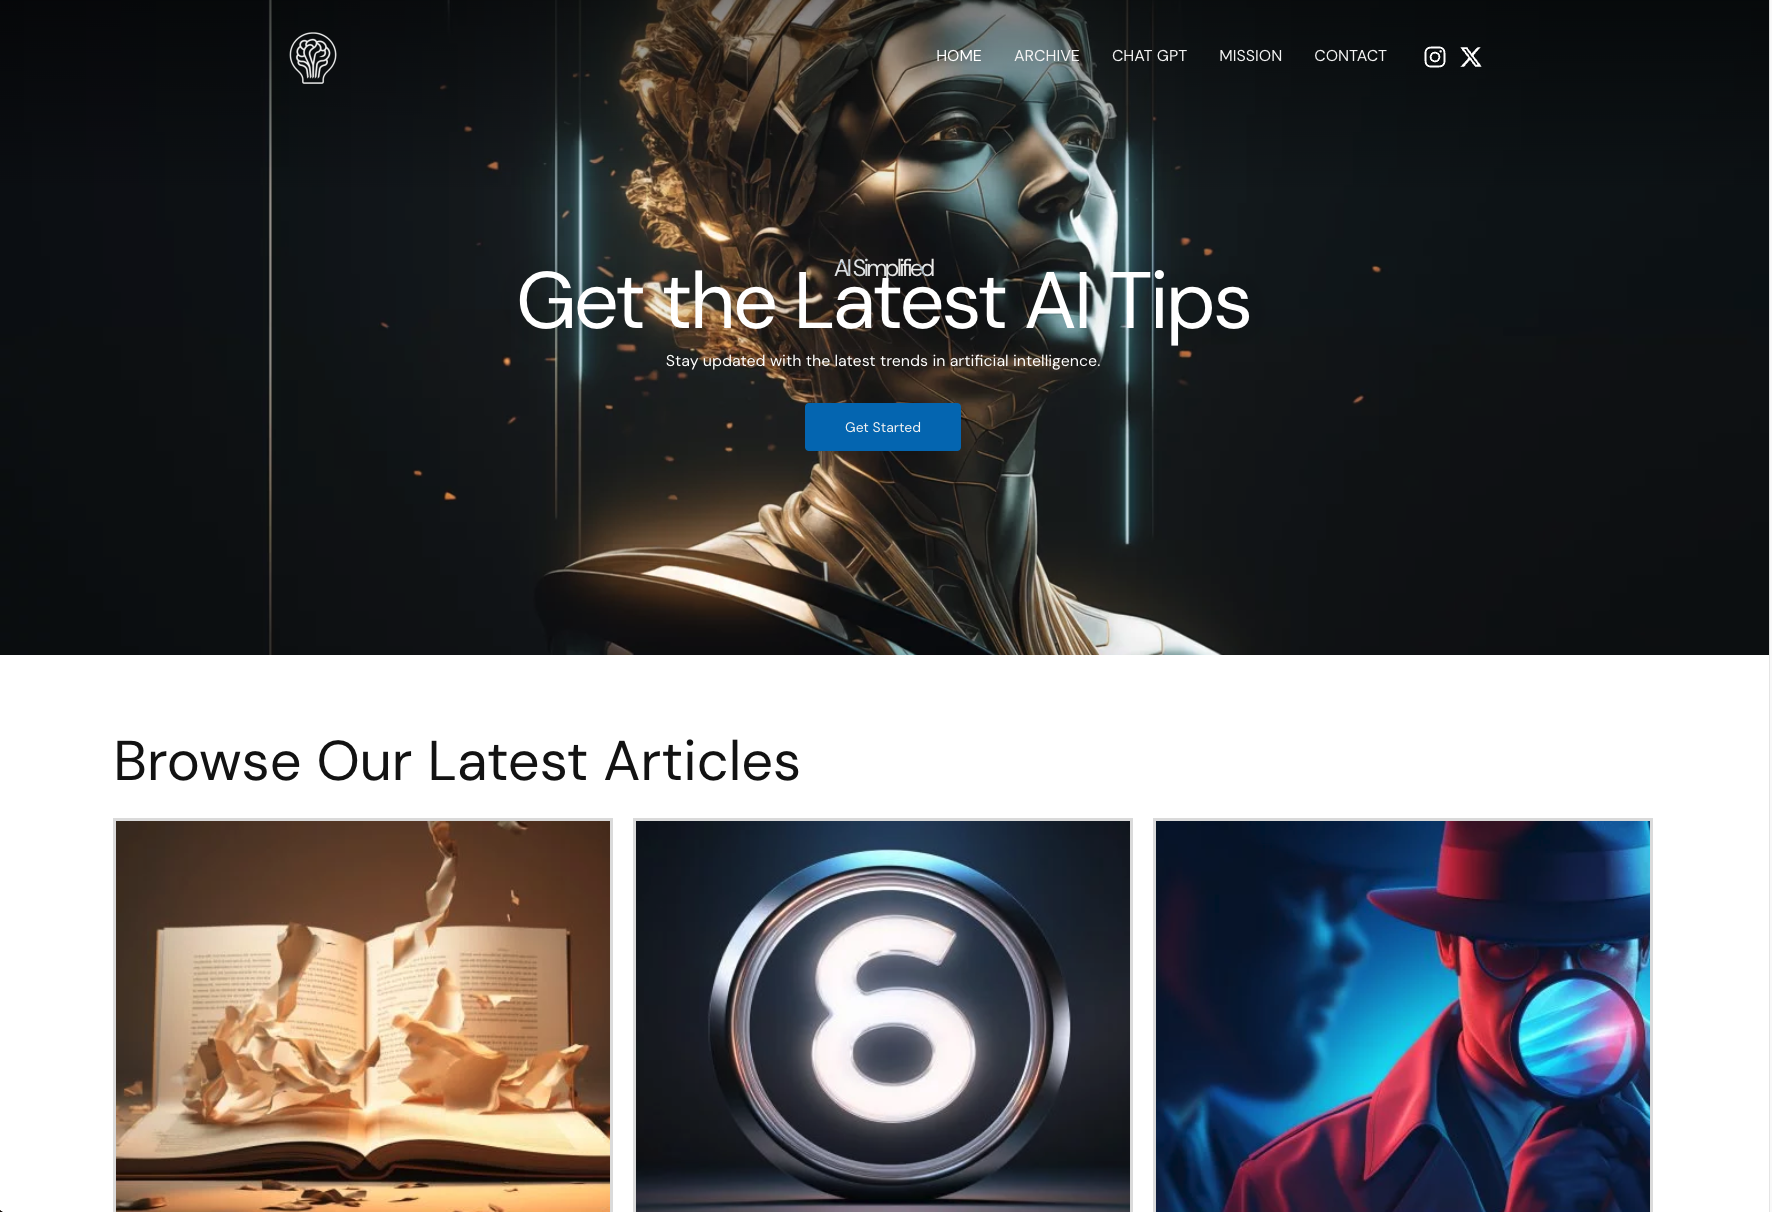 HOME ARCHIVE CHAT GPT MISSION CONTACT
AI Simplified
Get the Latest AI Tips
Stay updated with the latest trends in artificial intelligence.
Get Started
Browse Our Latest Articles
6